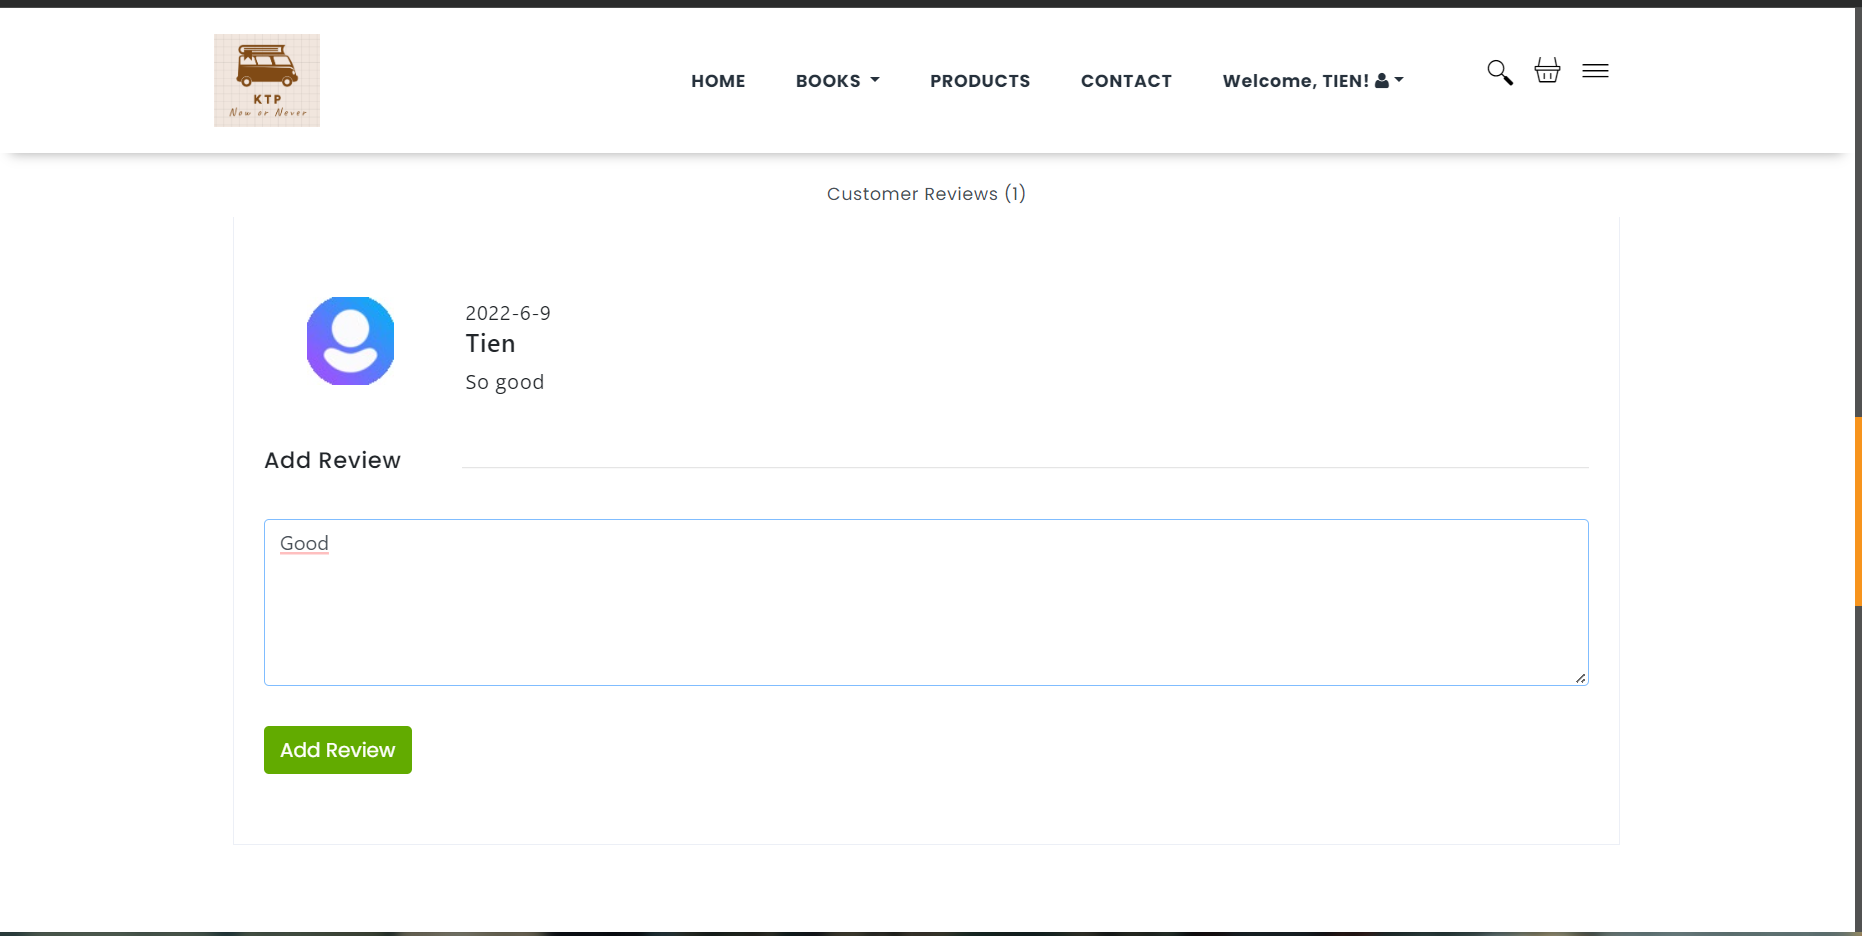 KTP
Now or Never
HOME BOOKS PRODUCTS CONTACT Welcome, TIEN!
Customer Reviews (1)
2022-6-9
Tien
So good
Add Review
Good
Add Review